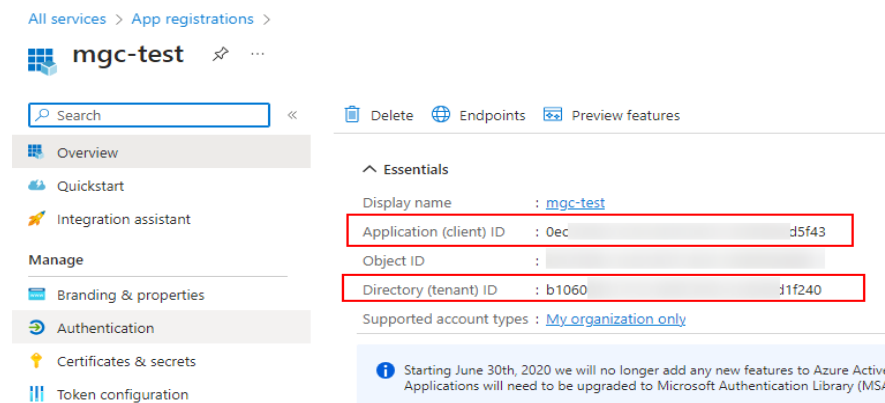 All services > App registrations >
mgc-test ...
Search «
Delete Endpoints Preview features
Overview
Quickstart
Integration assistant
Manage
Branding & properties
Authentication
Certificates & secrets
Token configuration
Essentials
Display name : mgc-test
Application (client) ID : 0ec d5f43
Object ID :
Directory (tenant) ID : b1060 d1f240
Supported account types : My organization only
Starting June 30th, 2020 we will no longer add any new features to Azure Active
Applications will need to be upgraded to Microsoft Authentication Library (MSA